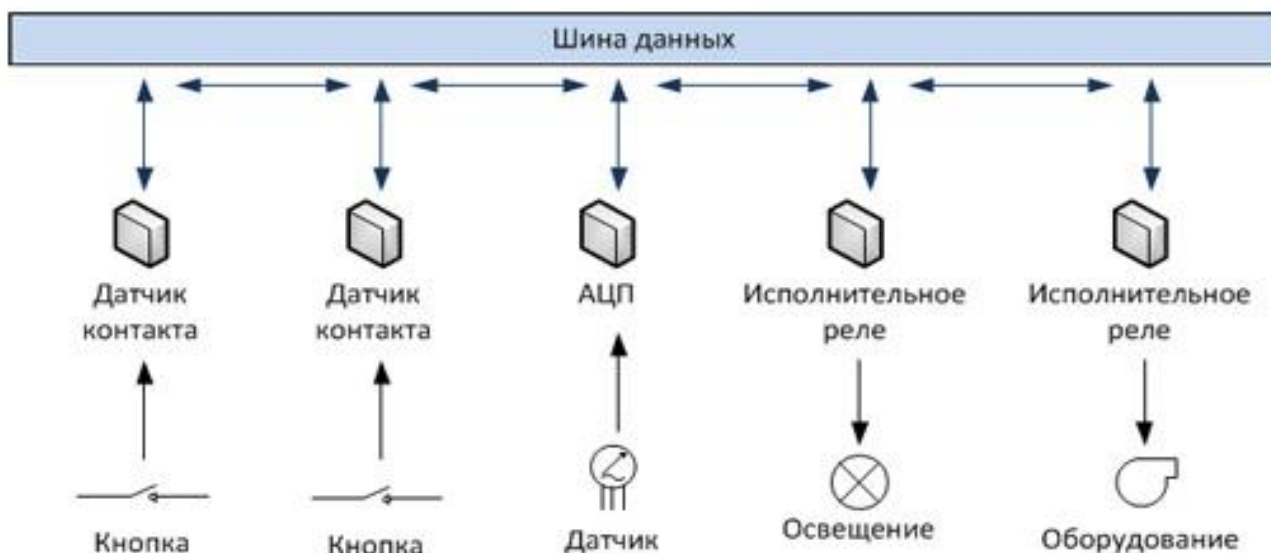 Шина данных
Датчик
контакта
Датчик
контакта
АЦП
Исполнительное
реле
Исполнительное
реле
Кнопка
Кнопка
Датчик
Освещение
Оборудование